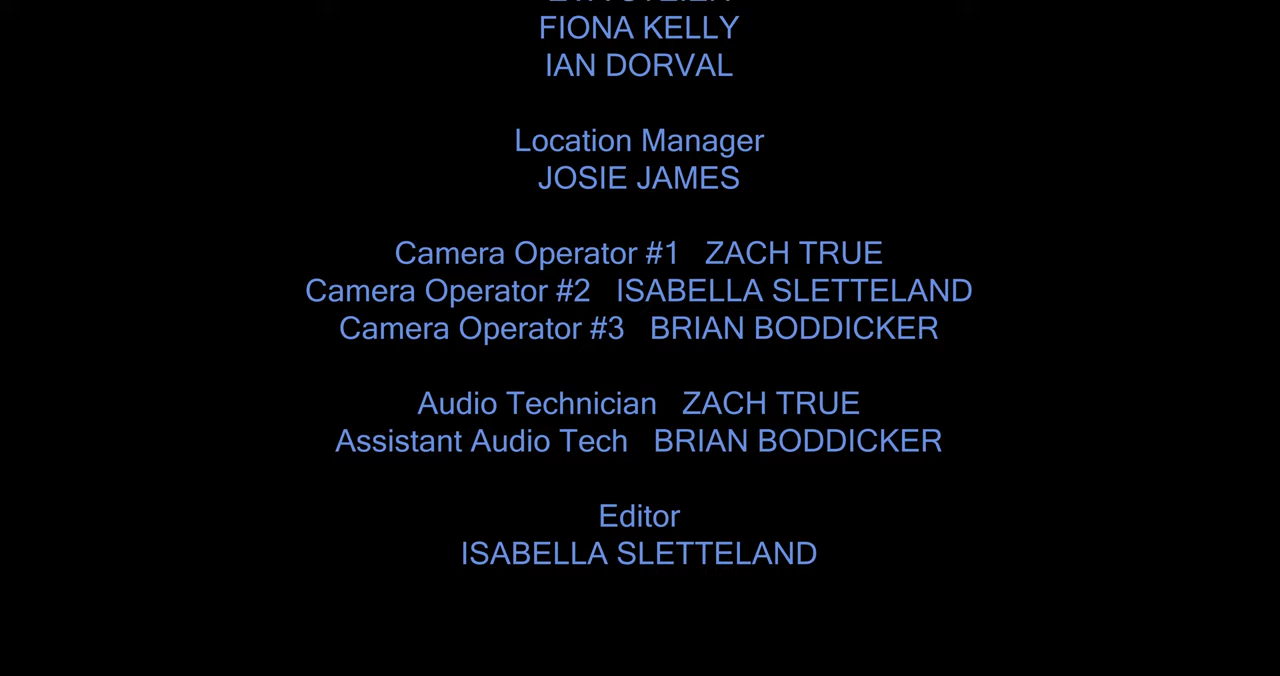 FIONA KELLY
IAN DORVAL
Location Manager
JOSIE JAMES
Camera Operator #1 ZACH TRUE
Camera Operator #2 ISABELLA SLETTELAND
Camera Operator #3 BRIAN BODDICKER
Audio Technician ZACH TRUE
Assistant Audio Tech BRIAN BODDICKER
Editor
ISABELLA SLETTELAND